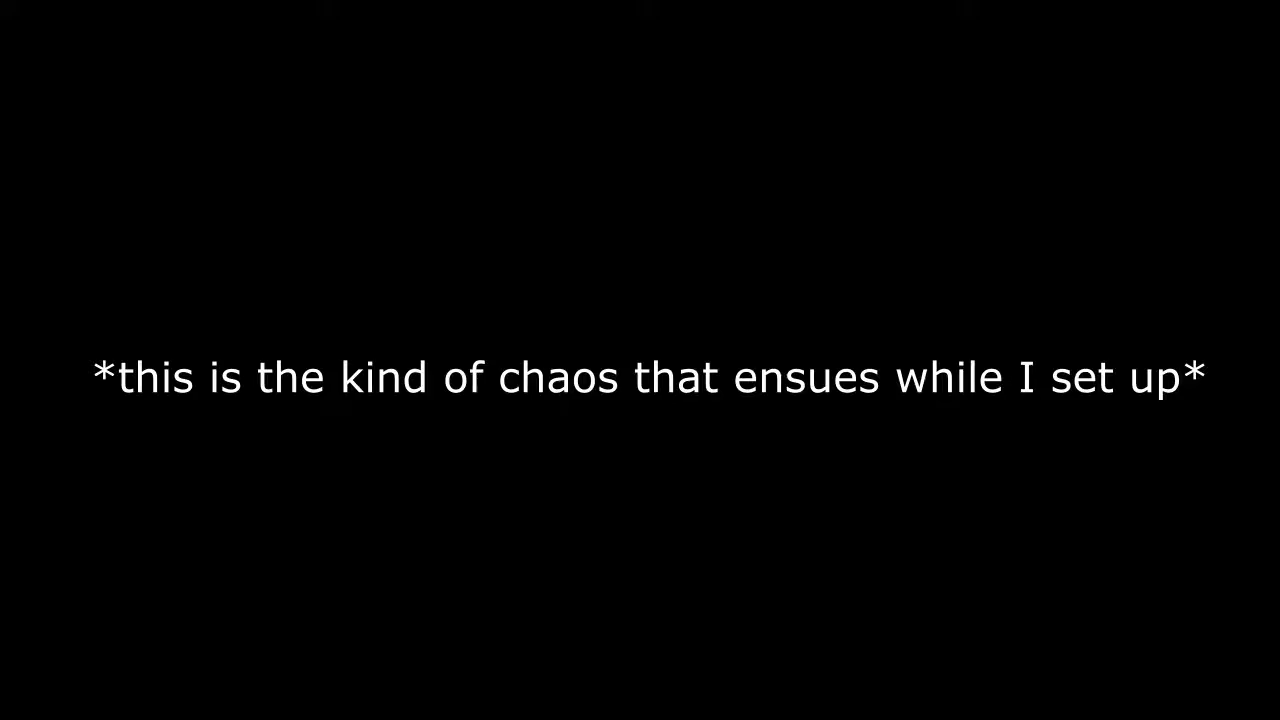 *this is the kind of chaos that ensues while I set up*